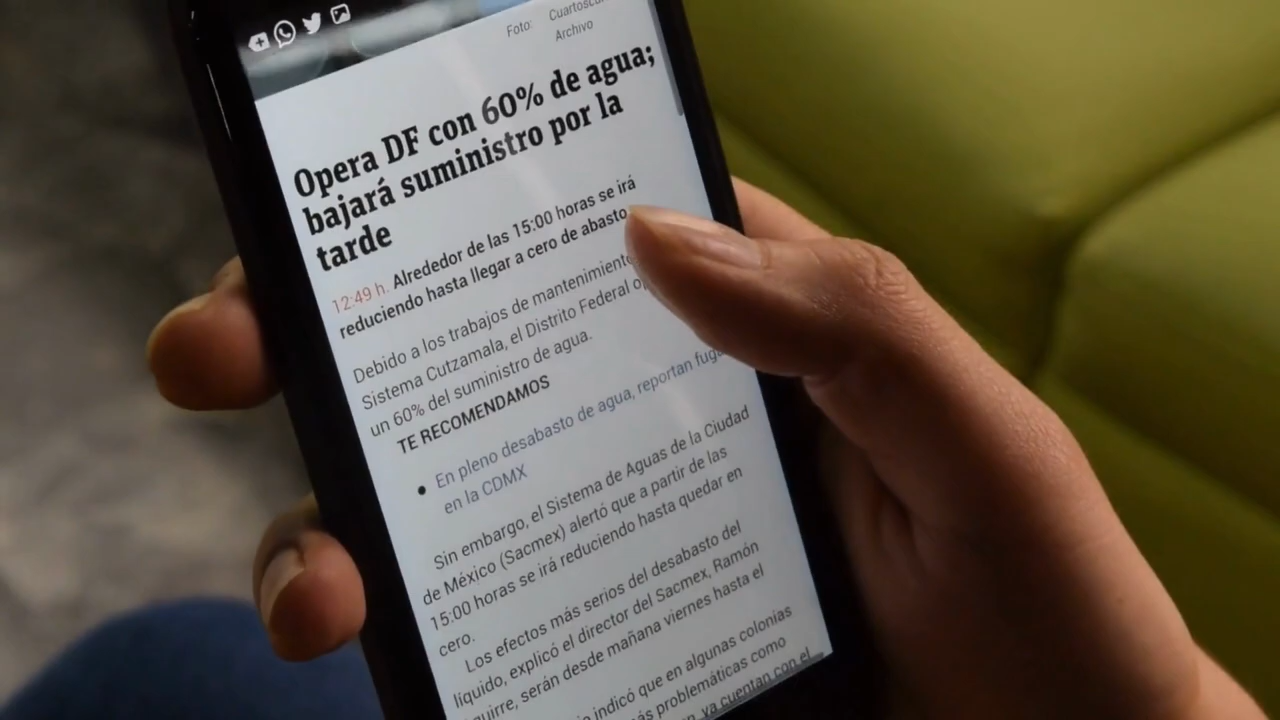 Foto: Cuartoscu
Archivo
Opera DF con 60% de agua;
bajará suministro por la
tarde
12:49 h. Alrededor de las 15:00 horas se irá
reduciendo hasta llegar a cero de abasto
Debido a los trabajos de mantenimiento
Sistema Cutzamala, el Distrito Federal
un 60% del suministro de agua.
TE RECOMENDAMOS
• En pleno desabasto de agua, reportan
en la CDMX
Sin embargo, el Sistema de Aguas de la Ciudad
de México (Sacmex) alertó que a partir de las
15:00 horas se irá reduciendo hasta quedar en
cero.
Los efectos más serios del desabasto del
líquido, explicó el director del Sacmex, Ramón
serán desde mañana viernes hasta el
indicó que en algunas colonias
problemáticas como
ya cuentan con el